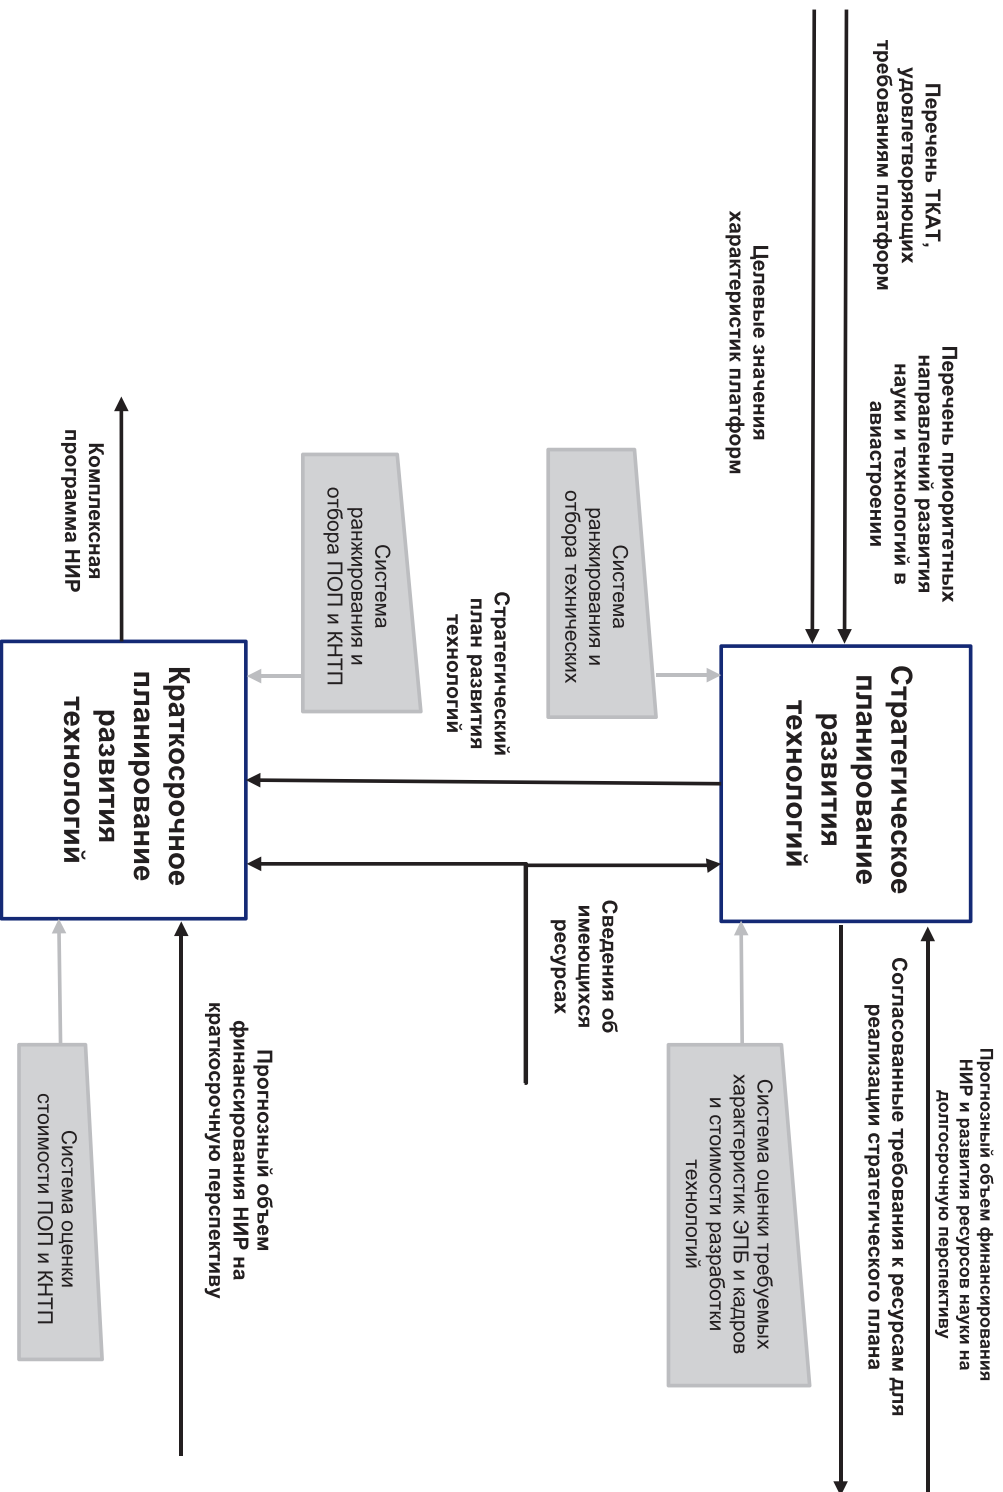 Перечень ТКАТ,
удовлетворяющих
требованиям платформ
Перечень приоритетных
направлений развития
науки и технологий в
авиастроении
Прогнозный объем финансирования
НИР и развития ресурсов науки на
долгосрочную перспективу
Целевые значения
характеристик платформ
Стратегическое
планирование
развития
технологий
Согласованные требования к ресурсам для
реализации стратегического плана
Система
ранжирования и
отбора технических
Система оценки требуемых
характеристик ЭПБ и кадров
и стоимости разработки
технологий
Стратегический
план развития
технологий
Сведения об
имеющихся
ресурсах
Система
ранжирования и
отбора ПОП и КНТП
Прогнозный объем
финансирования НИР на
краткосрочную перспективу
Комплексная
программа НИР
Краткосрочное
планирование
развития
технологий
Система оценки
стоимости ПОП и КНТП